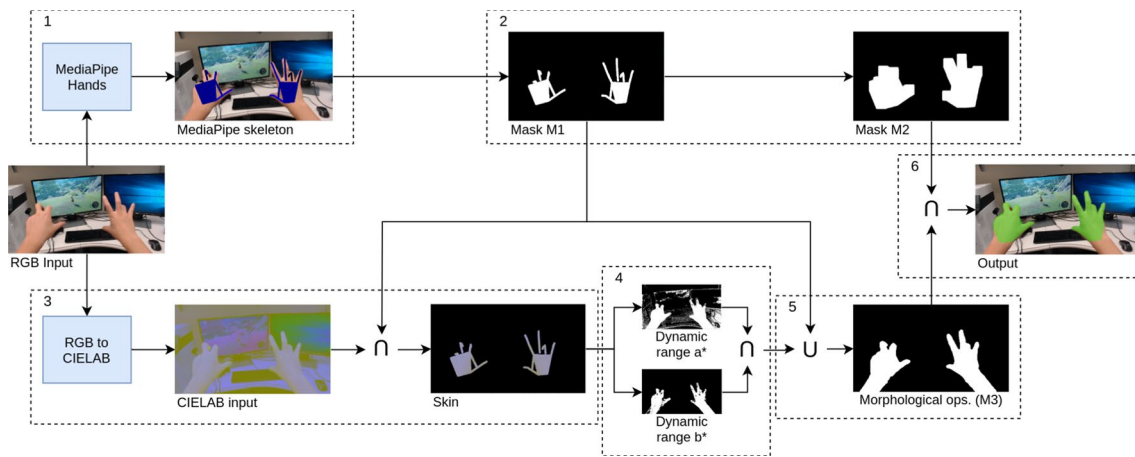 1
MediaPipe
Hands
MediaPipe skeleton
2
Mask M1
Mask M2
RGB Input
6
∩
Output
3
RGB to
CIELAB
CIELAB input
∩
Skin
4
Dynamic
range a*
∩
Dynamic
range b*
5
∪
Morphological ops. (M3)